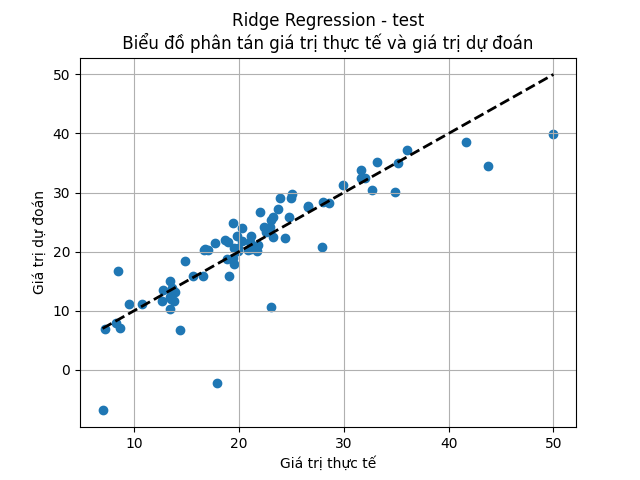 Ridge Regression - test
Biểu đồ phân tán giá trị thực tế và giá trị dự đoán
50
40
30
20
10
0
Giá trị dự đoán
10
20
30
40
50
Giá trị thực tế